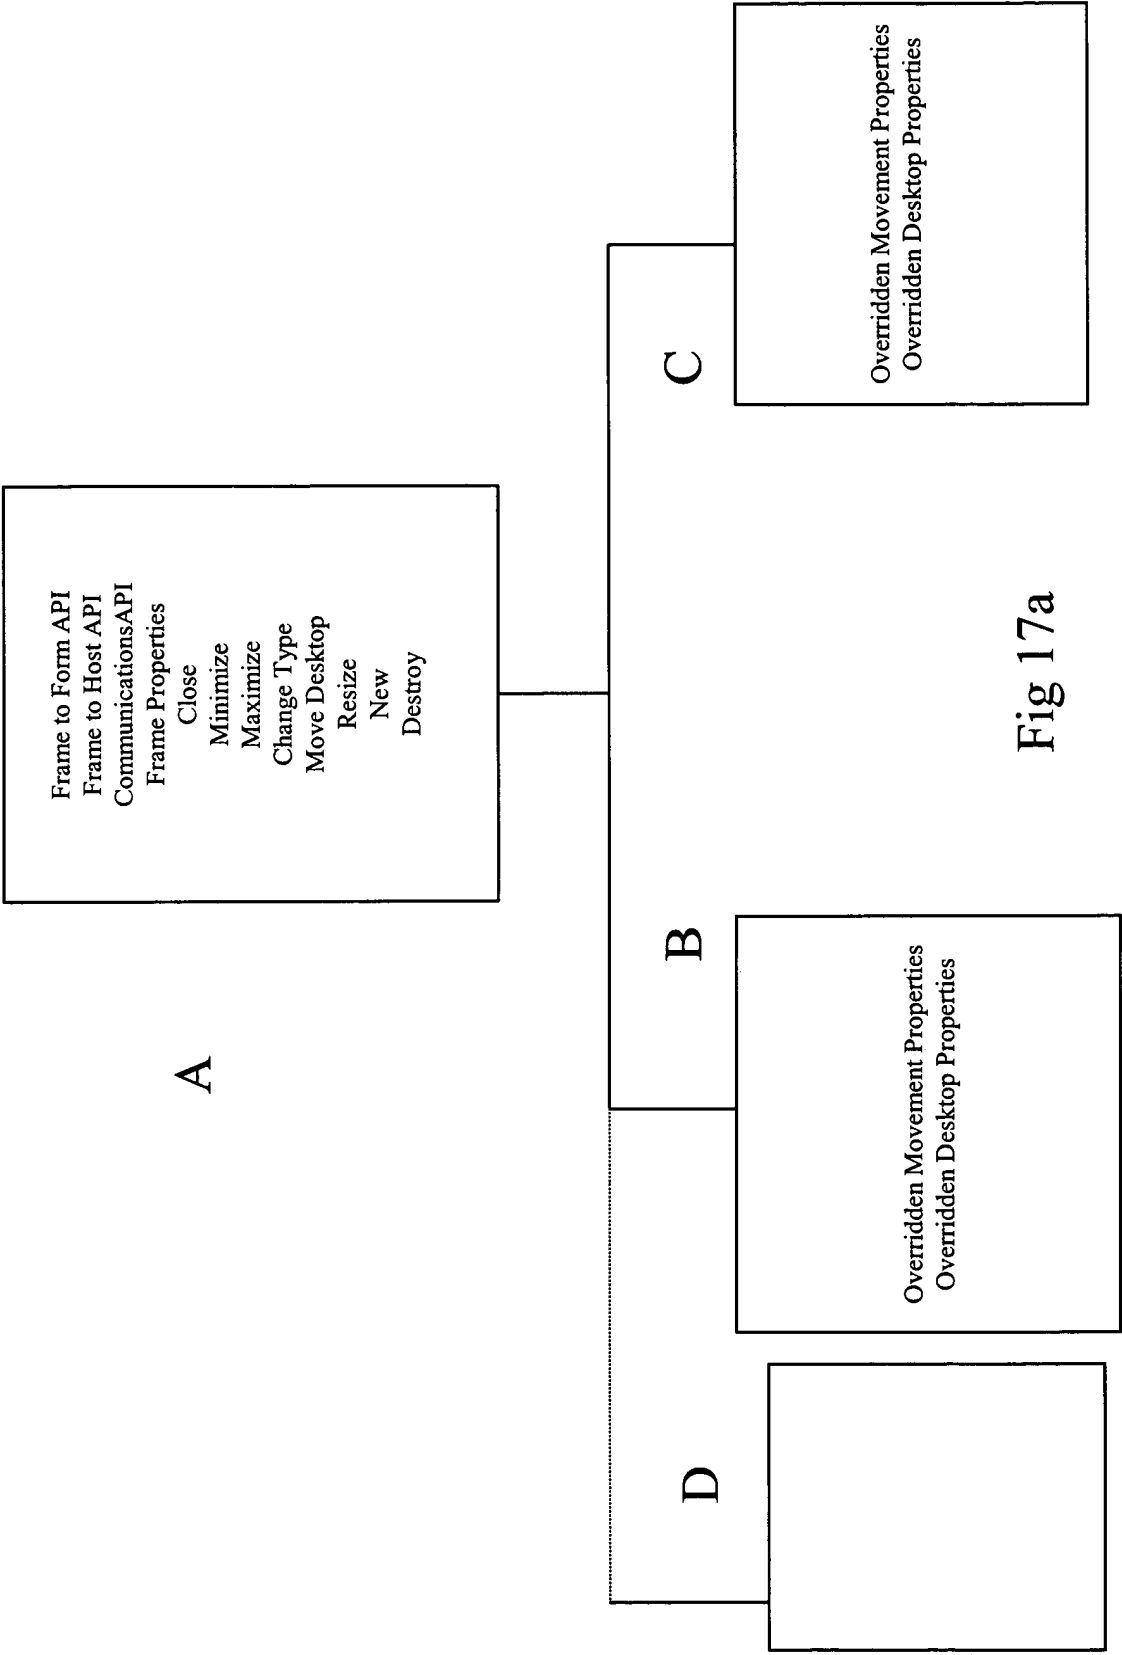 A
Frame to Form API
Frame to Host API
CommunicationsAPI
Frame Properties
Close
Minimize
Maximize
Change Type
Move Desktop
Resize
New
Destroy
D
B
C
Overridden Movement Properties
Overridden Desktop Properties
Overridden Movement Properties
Overridden Desktop Properties
Fig 17a